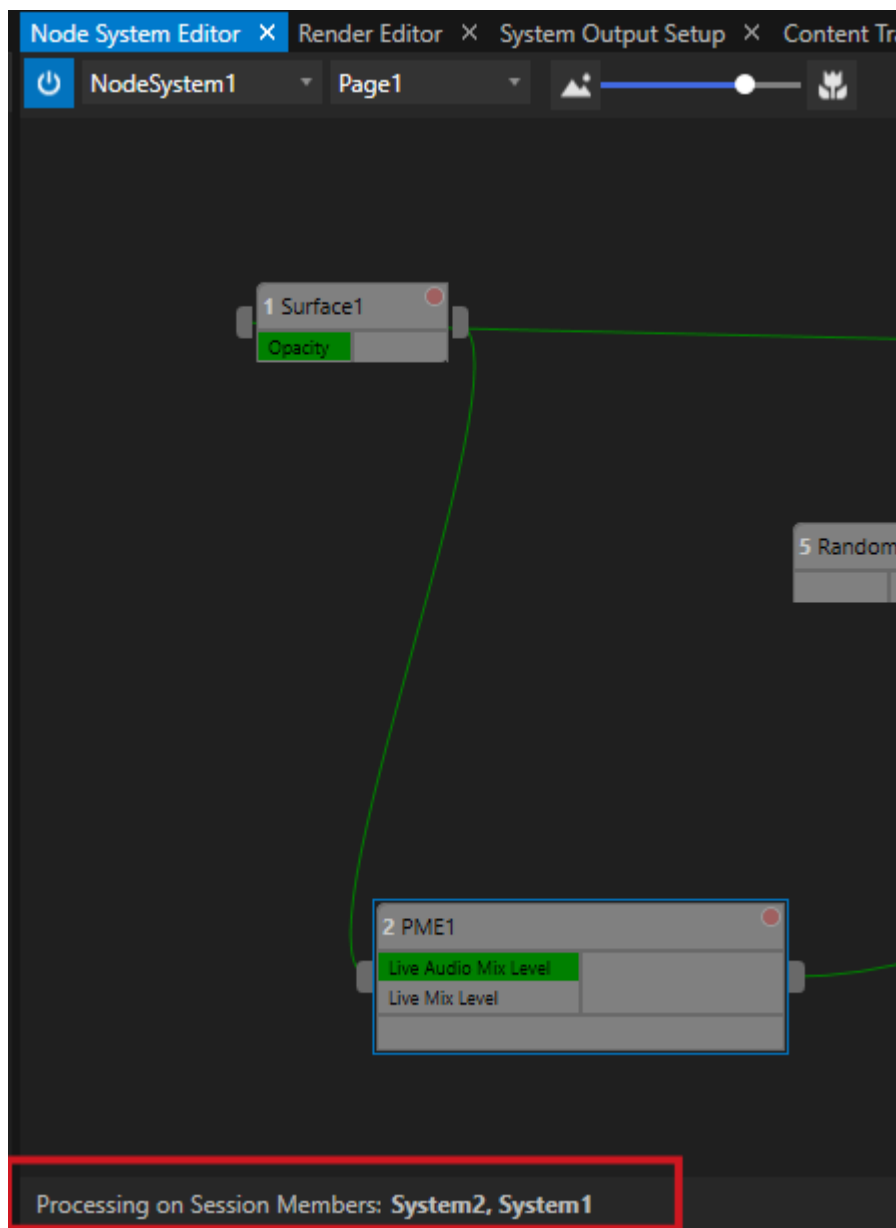 Node System Editor × Render Editor × System Output Setup × Content Tra
NodeSystem1 Page1
1 Surface1
Opacity
5 Random
2 PME1
Live Audio Mix Level
Live Mix Level
Processing on Session Members: System2, System1